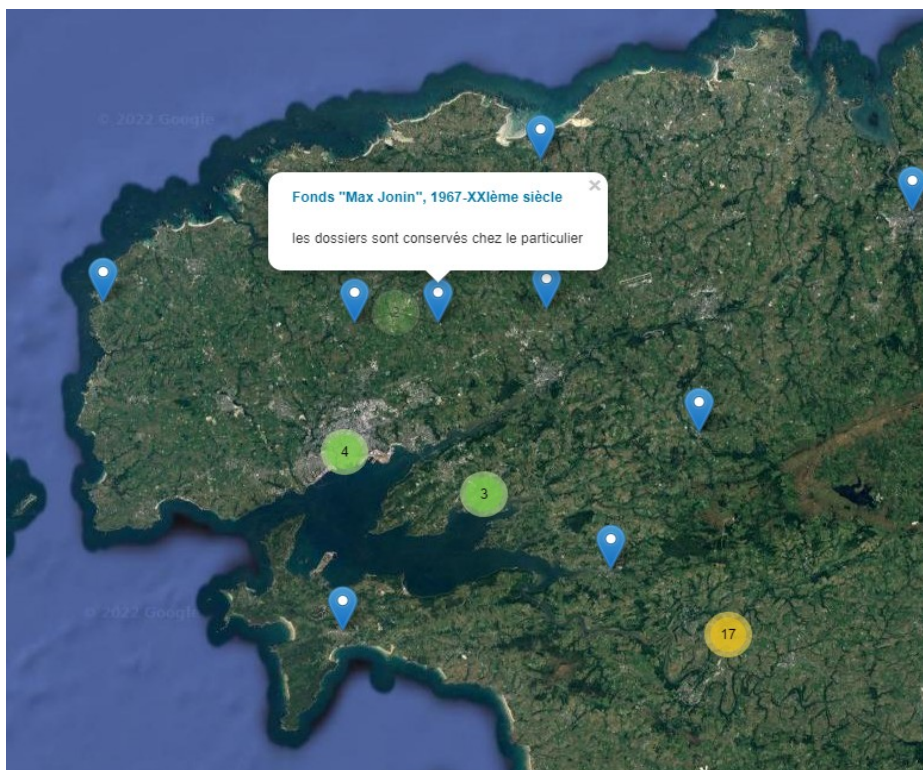 © 2022 Google
Fonds "Max Jonin", 1967-XXIème siècle
×
les dossiers sont conservés chez le particulier
2
4
3
17
© 2022 Google